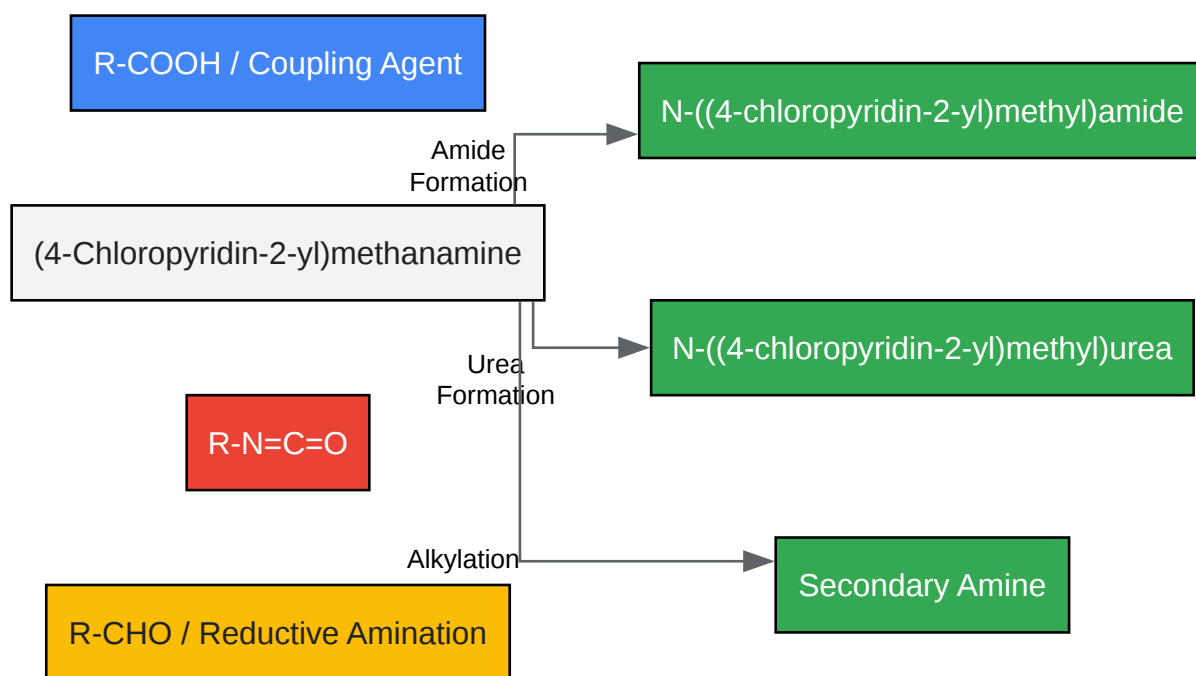 R-COOH / Coupling Agent
N-((4-chloropyridin-2-yl)methyl)amide
Amide
Formation
(4-Chloropyridin-2-yl)methanamine
N-((4-chloropyridin-2-yl)methyl)urea
Urea
Formation
R-N=C=O
Alkylation
Secondary Amine
R-CHO / Reductive Amination